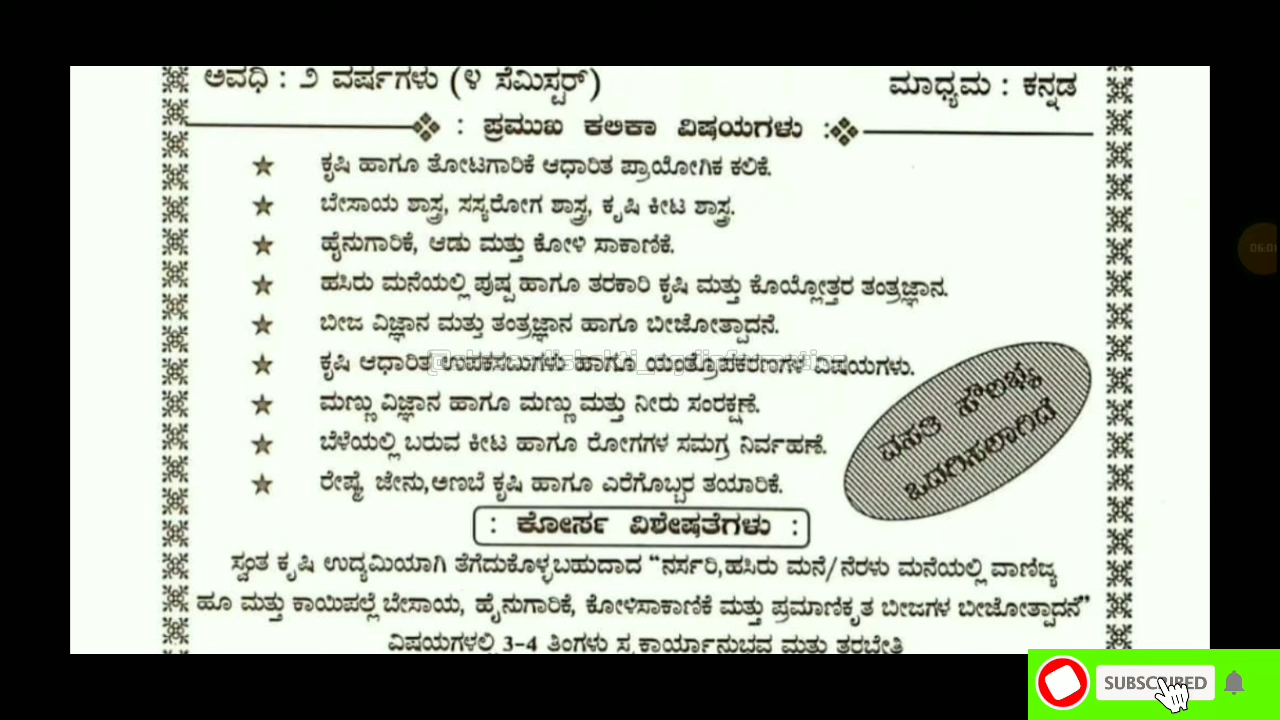 ಅವಧಿ : ೨ ವರ್ಷಗಳು (೪ ಸೆಮಿಸ್ಟರ್) ಮಾಧ್ಯಮ : ಕನ್ನಡ
: ಪ್ರಮುಖ ಕಲಿಕಾ ವಿಷಯಗಳು :
ಕೃಷಿ ಹಾಗೂ ತೋಟಗಾರಿಕೆ ಆಧಾರಿತ ಪ್ರಾಯೋಗಿಕ ಕಲಿಕೆ.
ಬೇಸಾಯ ಶಾಸ್ತ್ರ, ಸಸ್ಯರೋಗ ಶಾಸ್ತ್ರ, ಕೃಷಿ ಕೀಟ ಶಾಸ್ತ್ರ.
ಹೈನುಗಾರಿಕೆ, ಆಡು ಮತ್ತು ಕೋಳಿ ಸಾಕಾಣಿಕೆ.
ಹಸಿರು ಮನೆಯಲ್ಲಿ ಪುಷ್ಪ ಹಾಗೂ ತರಕಾರಿ ಕೃಷಿ ಮತ್ತು ಕೊಯ್ಲೋತ್ತರ ತಂತ್ರಜ್ಞಾನ.
ಬೀಜ ವಿಜ್ಞಾನ ಮತ್ತು ತಂತ್ರಜ್ಞಾನ ಹಾಗೂ ಬೀಜೋತ್ಪಾದನೆ.
ಕೃಷಿ ಆಧಾರಿತ ಉಪಕಸಬುಗಳು ಹಾಗೂ ಯಂತ್ರೋಪಕರಣಗಳ ವಿಷಯಗಳು.
ಮಣ್ಣು ವಿಜ್ಞಾನ ಹಾಗೂ ಮಣ್ಣು ಮತ್ತು ನೀರು ಸಂರಕ್ಷಣೆ.
ಬೆಳೆಯಲ್ಲಿ ಬರುವ ಕೀಟ ಹಾಗೂ ರೋಗಗಳ ಸಮಗ್ರ ನಿರ್ವಹಣೆ.
ರೇಷ್ಮೆ, ಜೇನು,ಅಣಬೆ ಕೃಷಿ ಹಾಗೂ ಎರೆಗೊಬ್ಬರ ತಯಾರಿಕೆ.
ವಸತಿ ಸೌಲಭ್ಯ
ಒದಗಿಸಲಾಗಿದೆ
: ಕೋರ್ಸ ವಿಶೇಷತೆಗಳು :
ಸ್ವಂತ ಕೃಷಿ ಉದ್ಯಮಿಯಾಗಿ ತೆಗೆದುಕೊಳ್ಳಬಹುದಾದ “ನರ್ಸರಿ,ಹಸಿರು ಮನೆ/ನೆರಳು ಮನೆಯಲ್ಲಿ ವಾಣಿಜ್ಯ
ಹೂ ಮತ್ತು ಕಾಯಿಪಲ್ಲೆ ಬೇಸಾಯ, ಹೈನುಗಾರಿಕೆ, ಕೋಳಿಸಾಕಾಣಿಕೆ ಮತ್ತು ಪ್ರಮಾಣಿಕೃತ ಬೀಜಗಳ ಬೀಜೋತ್ಪಾದನೆ”
ವಿಷಯಗಳಲ್ಲಿ 3-4 ತಿಂಗಳು ಸ್ವಕಾರ್ಯಾನುಭವ ಮತ್ತು ತರಬೇತಿ
SUBSCRIBED